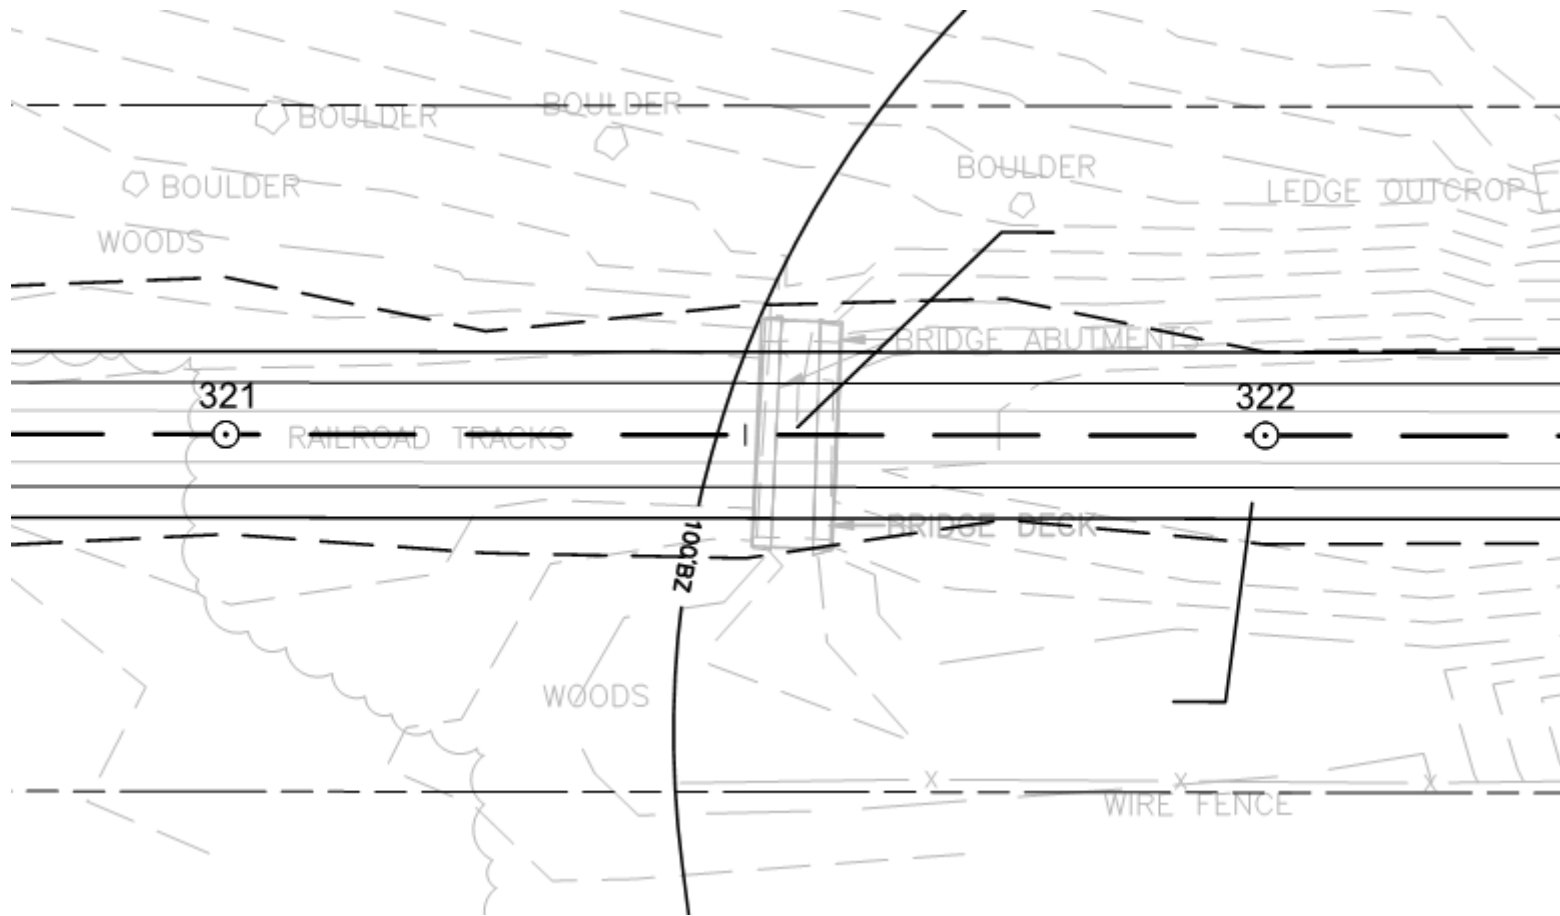 BOULDER
BOULDER
BOULDER
BOULDER
LEDGE OUTCROP
WOODS
BRIDGE ABUTMENTS
321
322
RAILROAD TRACKS
BRIDGE DECK
100'BZ
WOODS
X
X
X
WIRE FENCE